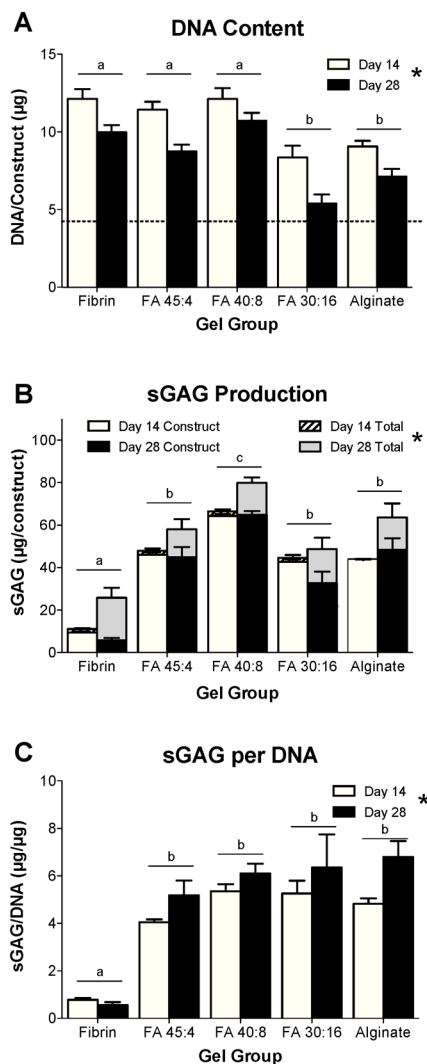 A
DNA Content
DNA/Construct (µg)
15
10
5
0
a
a
a
b
b
Day 14
Day 28
*
Fibrin
FA 45:4
FA 40:8
FA 30:16
Alginate
Gel Group
B
sGAG Production
sGAG (µg/construct)
100
80
60
40
20
0
Day 14 Construct
Day 28 Construct
Day 14 Total
Day 28 Total
*
a
b
c
b
b
Fibrin
FA 45:4
FA 40:8
FA 30:16
Alginate
Gel Group
C
sGAG per DNA
sGAG/DNA (µg/µg)
10
8
6
4
2
0
Day 14
Day 28
*
a
b
b
b
b
Fibrin
FA 45:4
FA 40:8
FA 30:16
Alginate
Gel Group